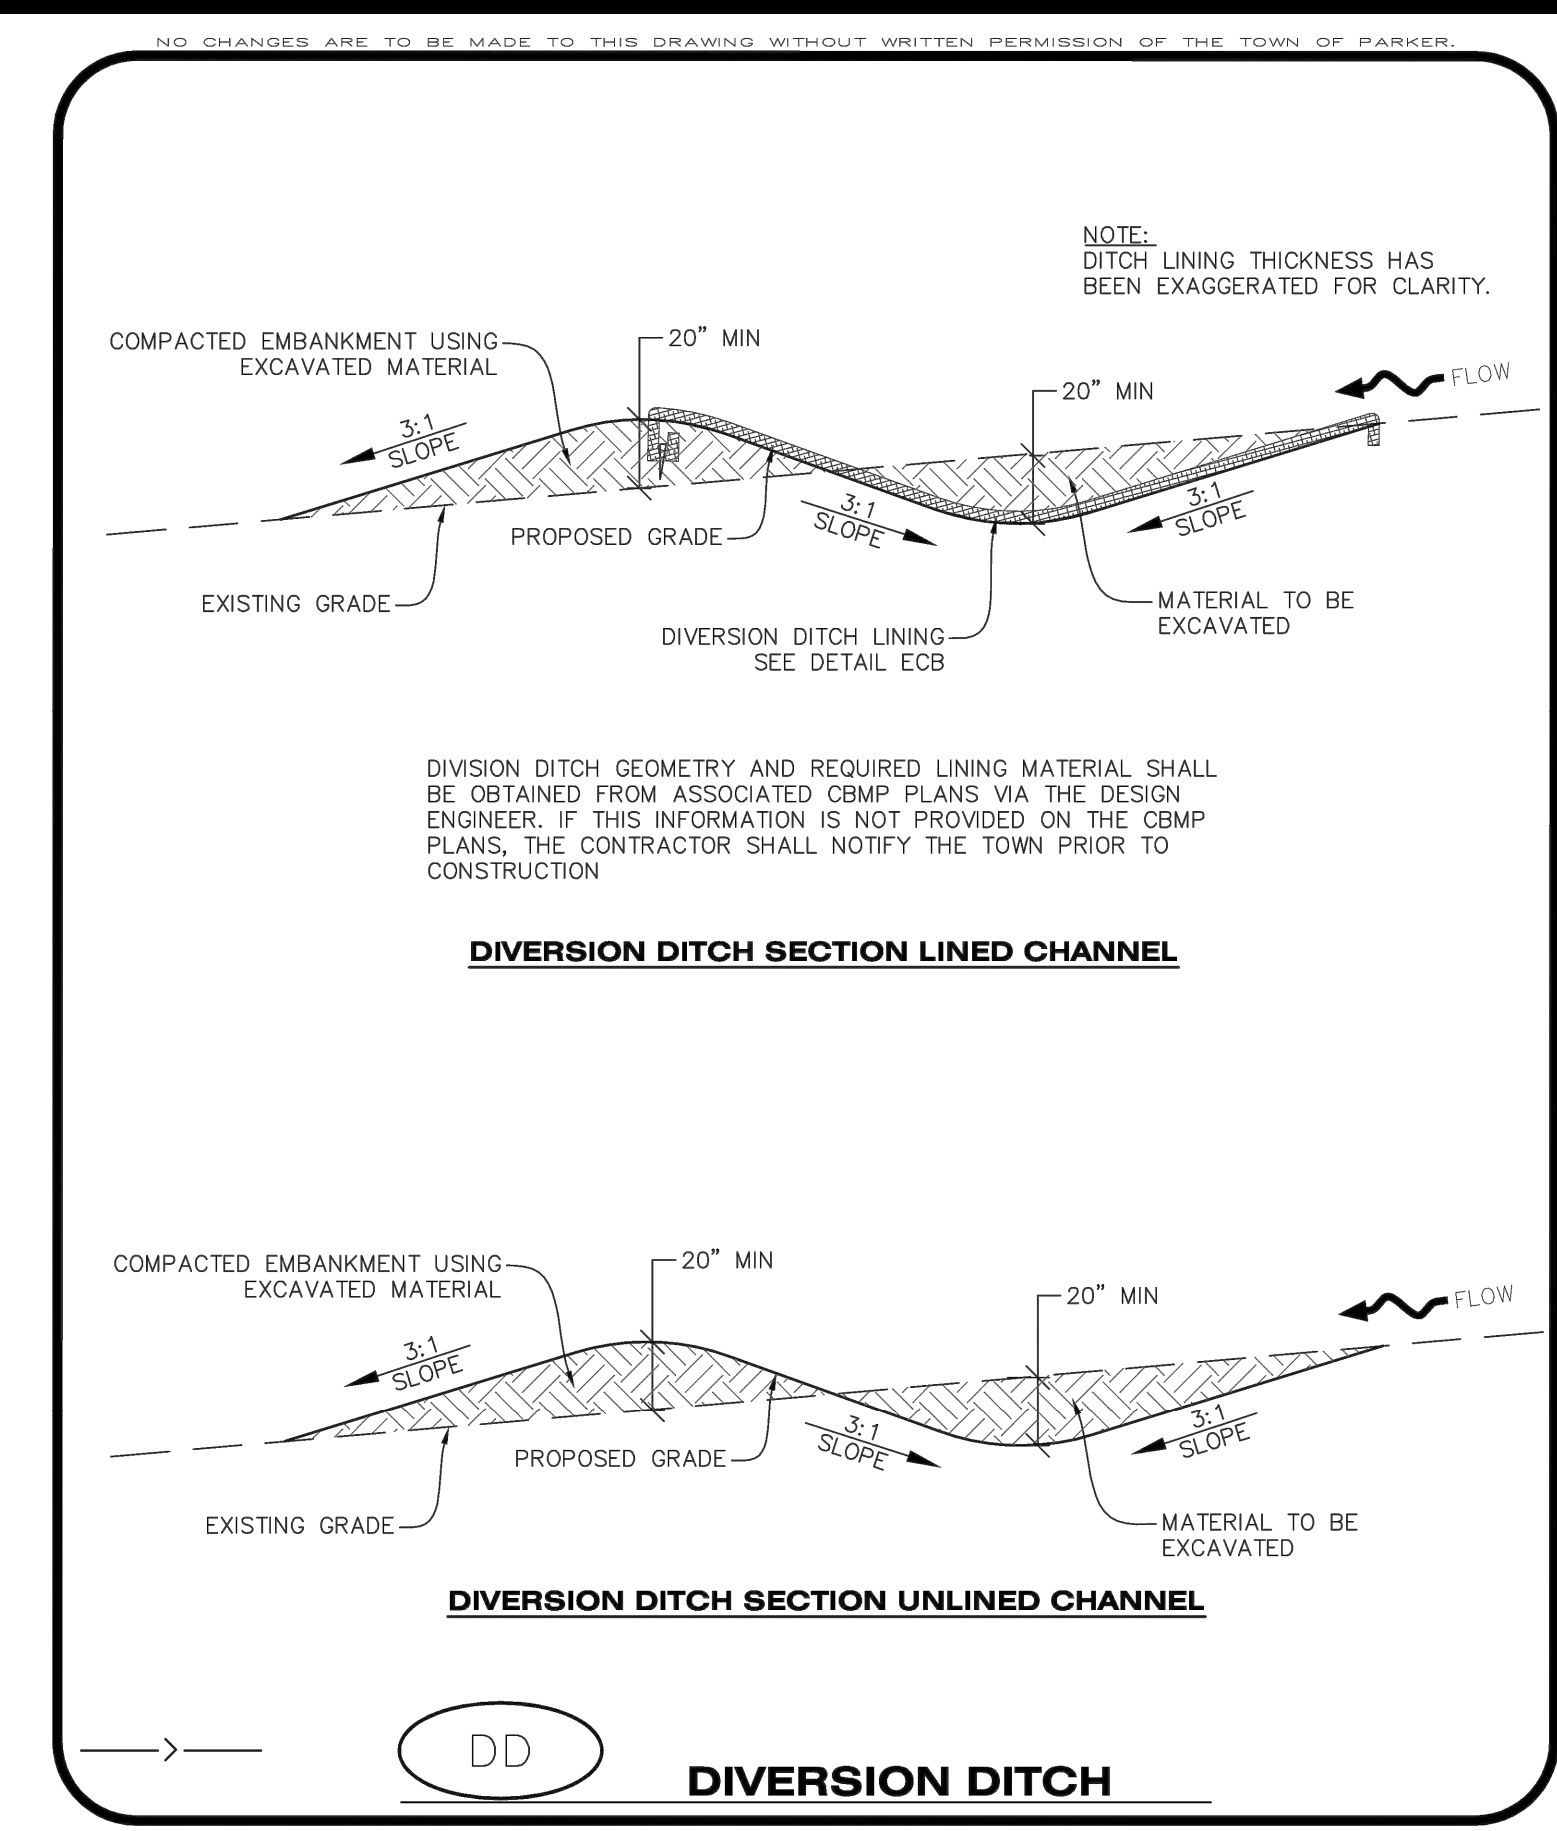 NO CHANGES ARE TO BE MADE TO THIS DRAWING WITHOUT WRITTEN PERMISSION OF THE TOWN OF PARKER.
NOTE:
DITCH LINING THICKNESS HAS
BEEN EXAGGERATED FOR CLARITY.
COMPACTED EMBANKMENT USING
EXCAVATED MATERIAL
20" MIN
20" MIN
FLOW
3:1
SLOPE
3:1
SLOPE
3:1
SLOPE
PROPOSED GRADE
EXISTING GRADE
MATERIAL TO BE
EXCAVATED
DIVERSION DITCH LINING
SEE DETAIL ECB
DIVISION DITCH GEOMETRY AND REQUIRED LINING MATERIAL SHALL
BE OBTAINED FROM ASSOCIATED CBMP PLANS VIA THE DESIGN
ENGINEER. IF THIS INFORMATION IS NOT PROVIDED ON THE CBMP
PLANS, THE CONTRACTOR SHALL NOTIFY THE TOWN PRIOR TO
CONSTRUCTION
DIVERSION DITCH SECTION LINED CHANNEL
COMPACTED EMBANKMENT USING
EXCAVATED MATERIAL
20" MIN
20" MIN
FLOW
3:1
SLOPE
3:1
SLOPE
3:1
SLOPE
PROPOSED GRADE
EXISTING GRADE
MATERIAL TO BE
EXCAVATED
DIVERSION DITCH SECTION UNLINED CHANNEL
DD
DIVERSION DITCH